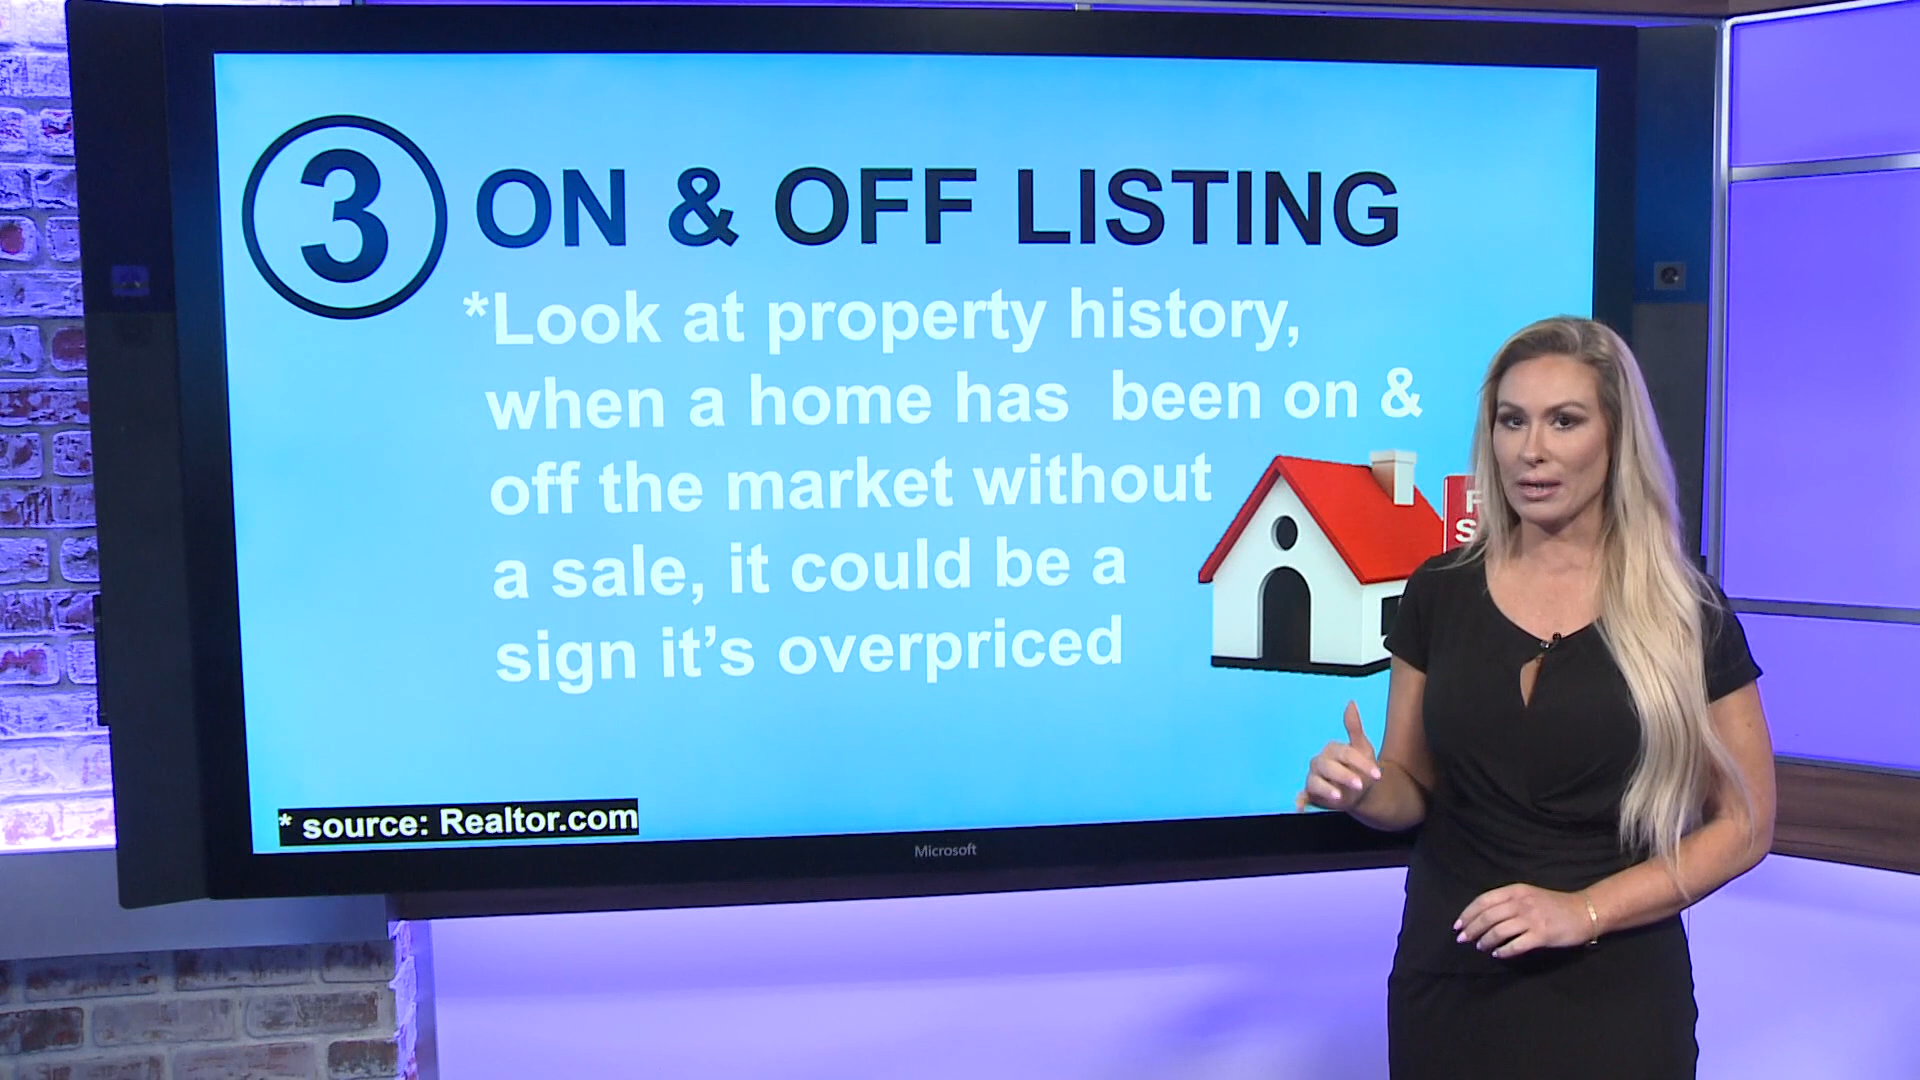 3 ON & OFF LISTING
*Look at property history,
when a home has been on &
off the market without
a sale, it could be a
sign it’s overpriced
F
S
* source: Realtor.com
Microsoft